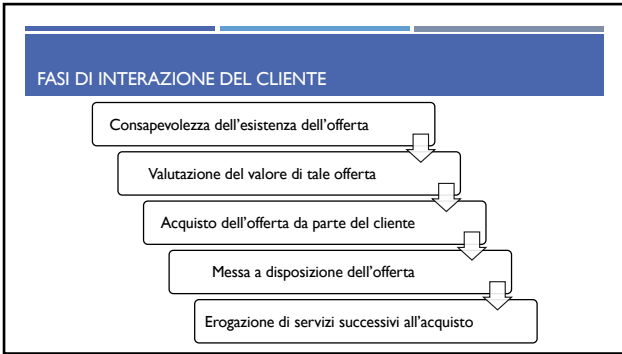 FASI DI INTERAZIONE DEL CLIENTE
Consapevolezza dell’esistenza dell’offerta
Valutazione del valore di tale offerta
Acquisto dell’offerta da parte del cliente
Messa a disposizione dell’offerta
Erogazione di servizi successivi all’acquisto